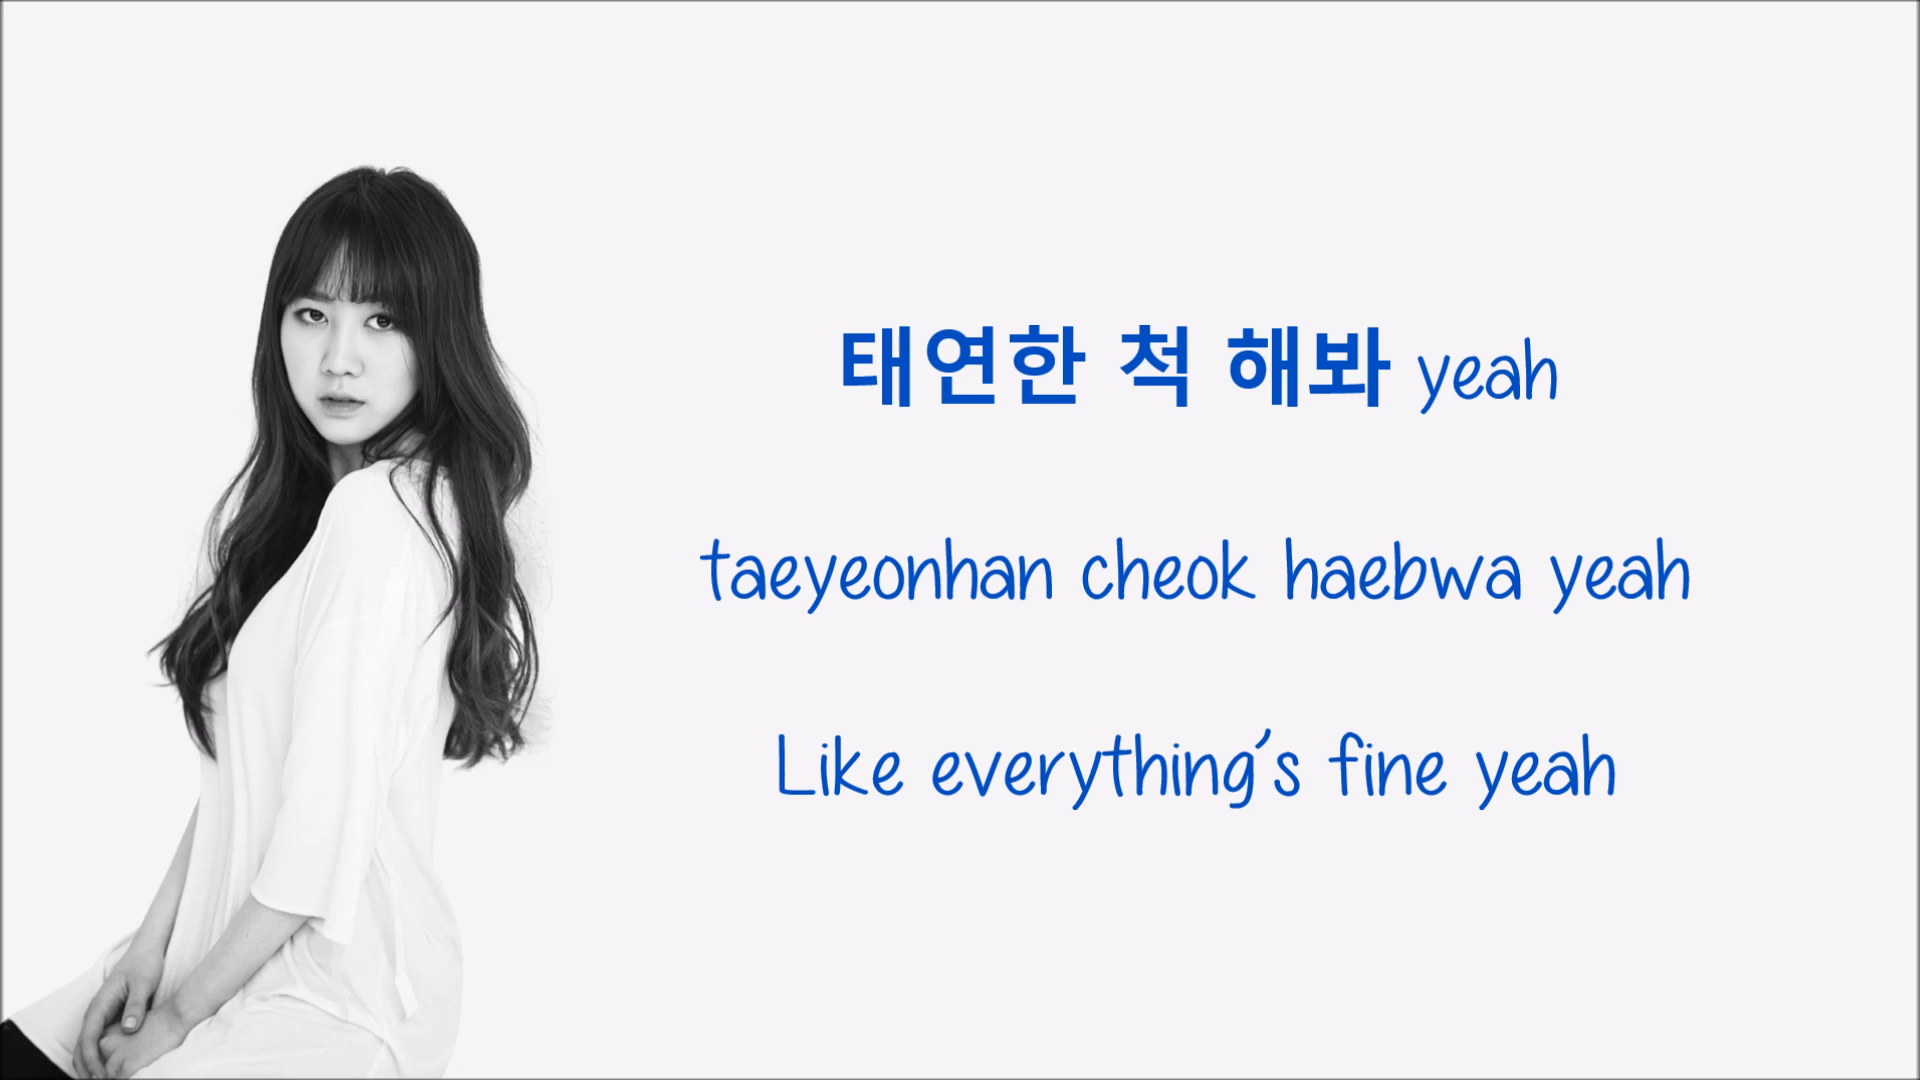 태연한 척 해봐 yeah
taeyeonhan cheok haebwa yeah
Like everything's fine yeah